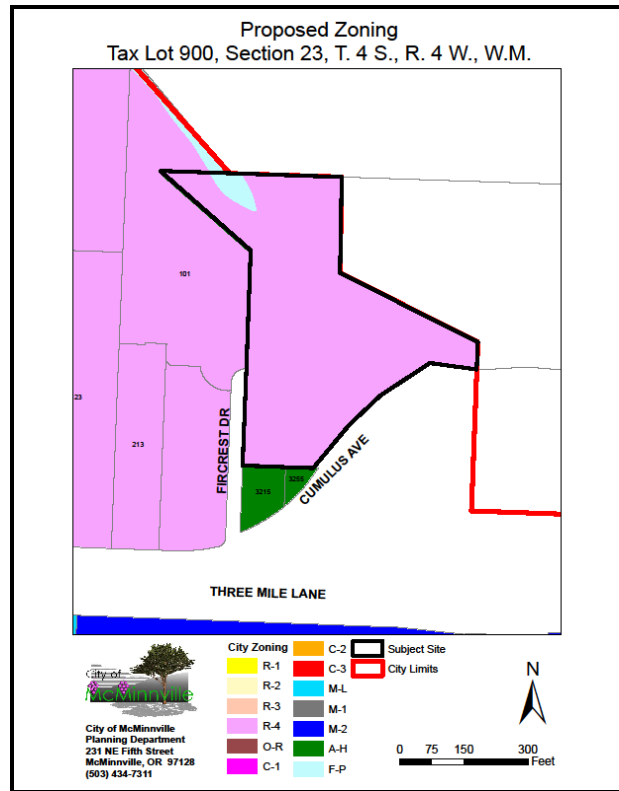 Proposed Zoning
Tax Lot 900, Section 23, T. 4 S., R. 4 W., W.M.
101
23
213
FIRCREST DR
CUMULUS AVE
3215
3255
THREE MILE LANE
City of
McMinnville
City of McMinnville
Planning Department
231 NE Fifth Street
McMinnville, OR 97128
(503) 434-7311
City Zoning
R-1
R-2
R-3
R-4
O-R
C-1
C-2
C-3
M-L
M-1
M-2
A-H
F-P
Subject Site
City Limits
N
0 75 150 300
Feet